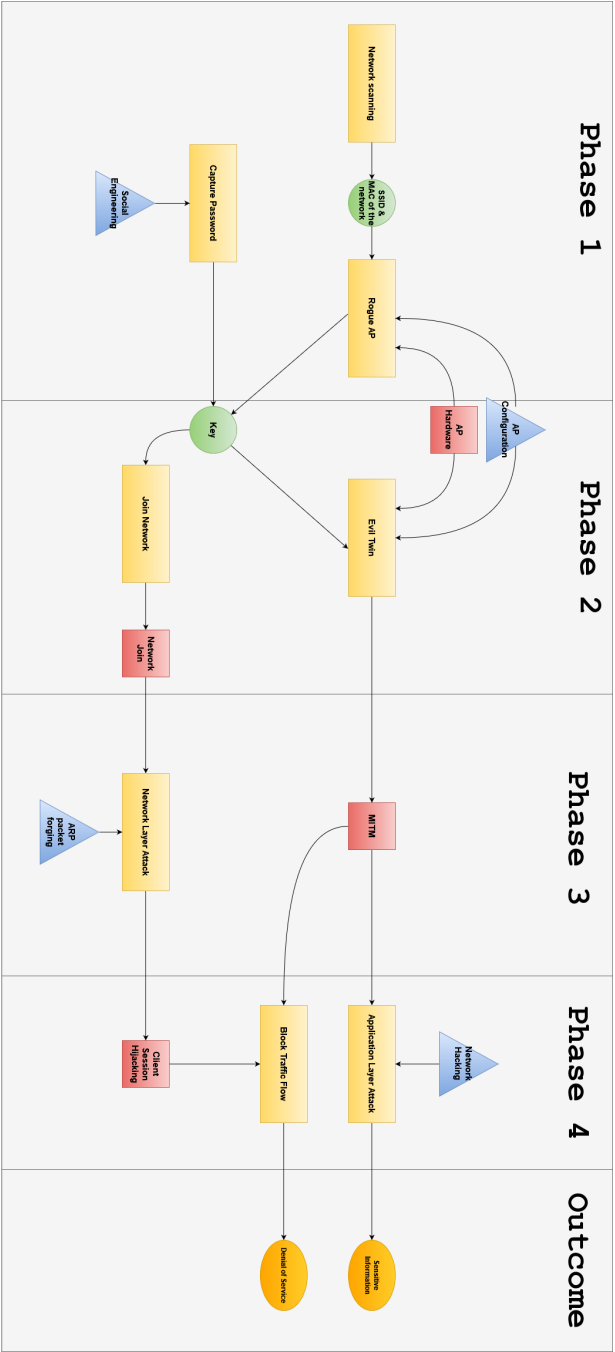 Phase 1
Phase 2
Phase 3
Phase 4
Outcome
AP
Configuration
AP
Hardware
Network
Hacking
Network scanning
SSID &
MAC of the
network
Rogue AP
Evil Twin
MITM
Application Layer Attack
Sensitive
Information
Block Traffic Flow
Denial of Service
Capture Password
Key
Social
Engineering
Join Network
Network
Join
Network Layer Attack
Client
Session
Hijacking
ARP
packet
forging